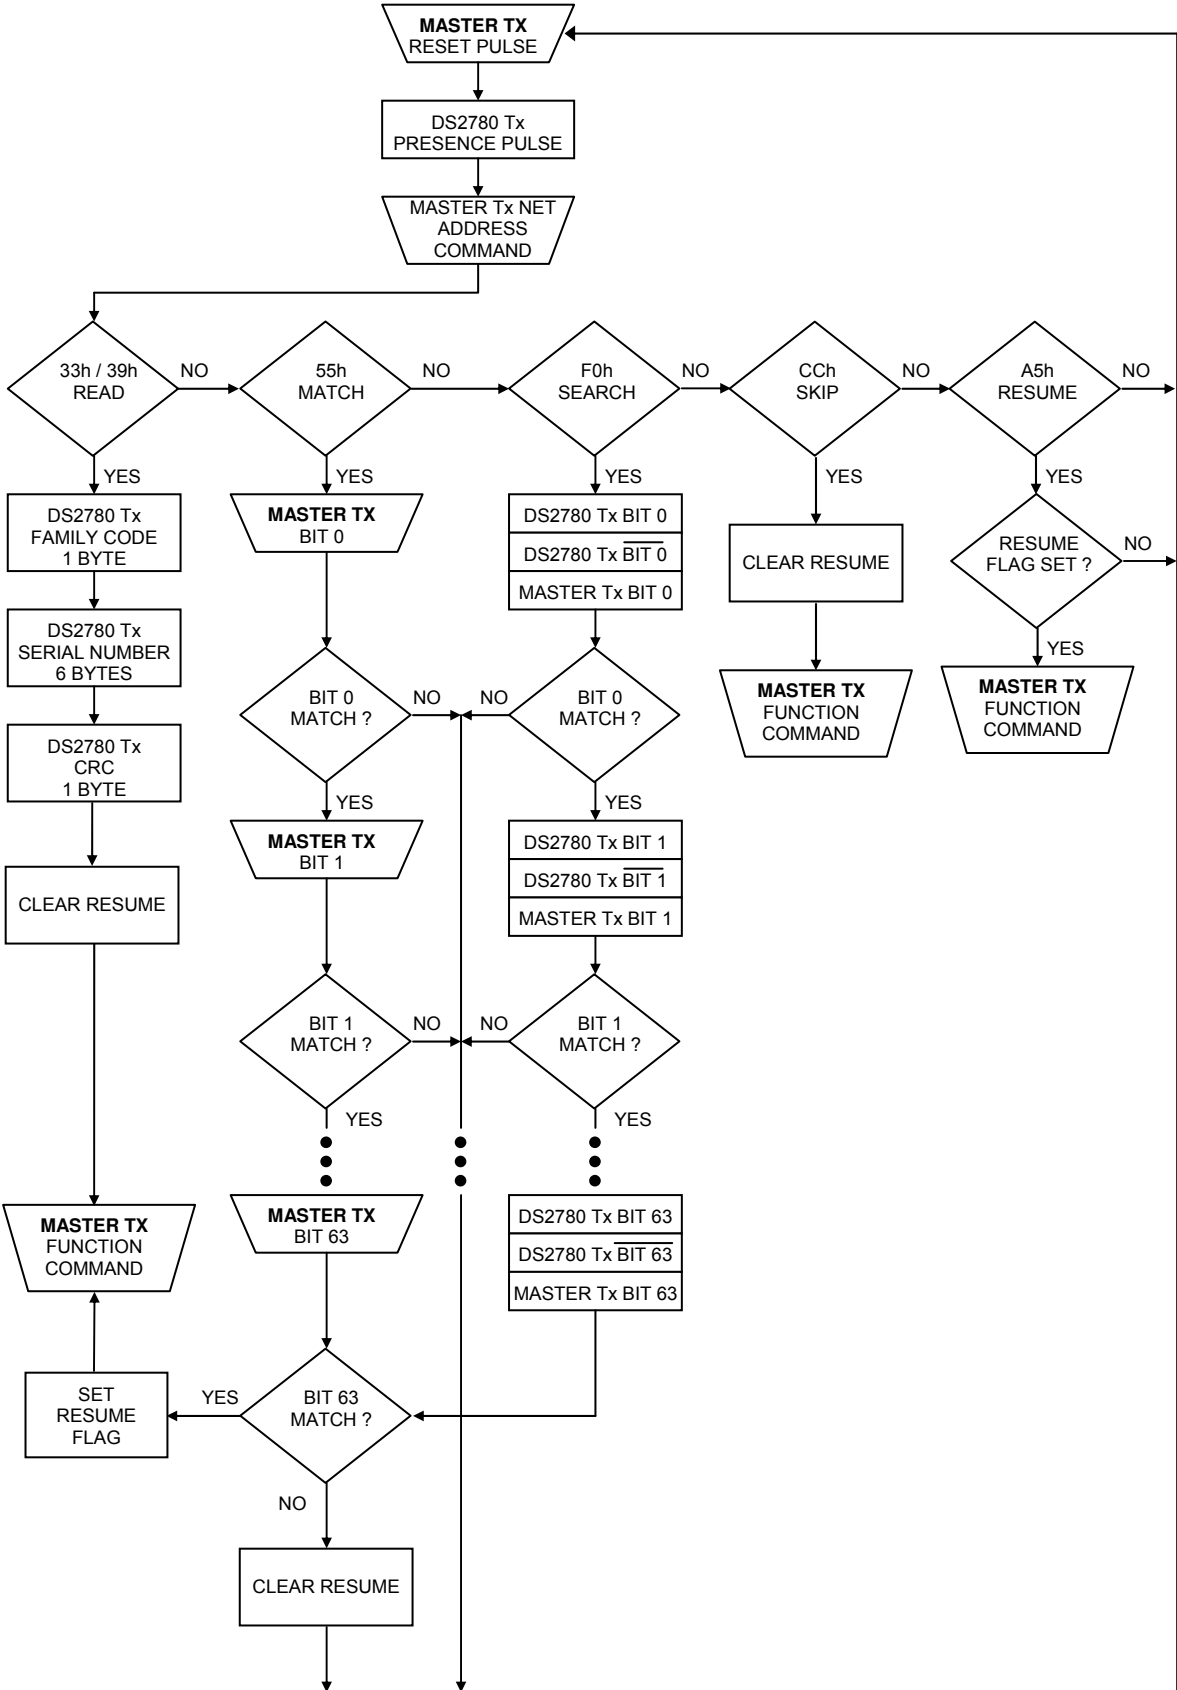 MASTER TX
RESET PULSE
DS2780 Tx
PRESENCE PULSE
MASTER Tx NET
ADDRESS
COMMAND
33h / 39h
READ
NO
55h
MATCH
NO
F0h
SEARCH
NO
CCh
SKIP
NO
A5h
RESUME
NO
YES
YES
YES
YES
YES
DS2780 Tx
FAMILY CODE
1 BYTE
MASTER TX
BIT 0
DS2780 Tx BIT 0
DS2780 Tx B̅I̅T̅ ̅0̅
MASTER Tx BIT 0
CLEAR RESUME
RESUME
FLAG SET ?
NO
YES
DS2780 Tx
SERIAL NUMBER
6 BYTES
BIT 0
MATCH ?
NO
NO
BIT 0
MATCH ?
MASTER TX
FUNCTION
COMMAND
MASTER TX
FUNCTION
COMMAND
DS2780 Tx
CRC
1 BYTE
YES
YES
MASTER TX
BIT 1
DS2780 Tx BIT 1
DS2780 Tx B̅I̅T̅ ̅1̅
MASTER Tx BIT 1
CLEAR RESUME
BIT 1
MATCH ?
NO
NO
BIT 1
MATCH ?
YES
YES
MASTER TX
FUNCTION
COMMAND
MASTER TX
BIT 63
DS2780 Tx BIT 63
DS2780 Tx B̅I̅T̅ ̅6̅3̅
MASTER Tx BIT 63
SET
RESUME
FLAG
YES
BIT 63
MATCH ?
NO
CLEAR RESUME